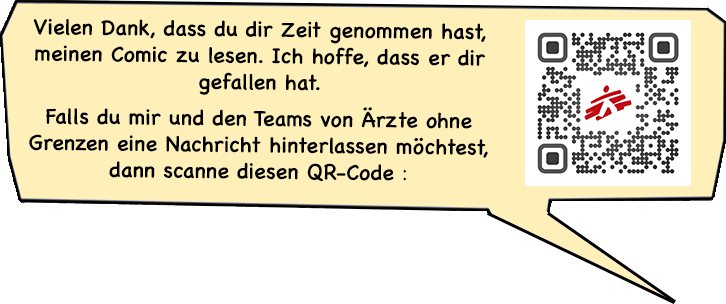 Vielen Dank, dass du dir Zeit genommen hast,
meinen Comic zu lesen. Ich hoffe, dass er dir
gefallen hat.
Falls du mir und den Teams von Ärzte ohne
Grenzen eine Nachricht hinterlassen möchtest,
dann scanne diesen QR-Code :